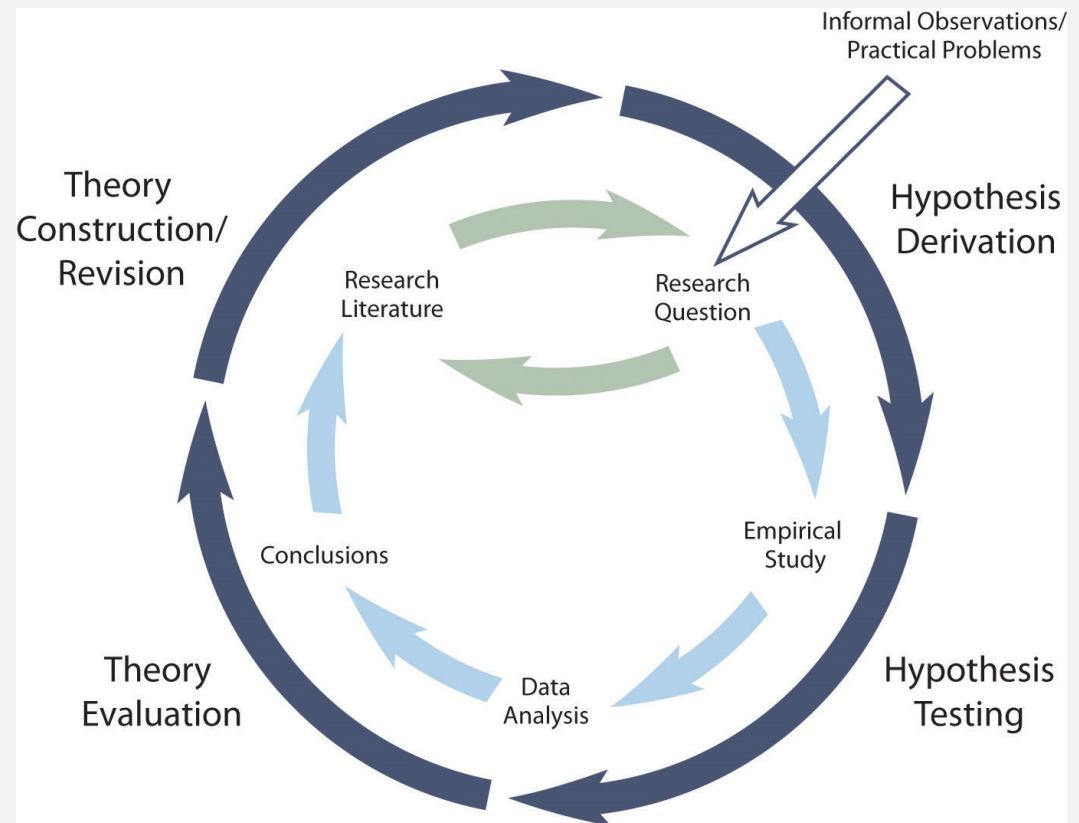 Informal Observations/
Practical Problems
Theory
Construction/
Revision
Hypothesis
Derivation
Research
Literature
Research
Question
Empirical
Study
Conclusions
Theory
Evaluation
Data
Analysis
Hypothesis
Testing